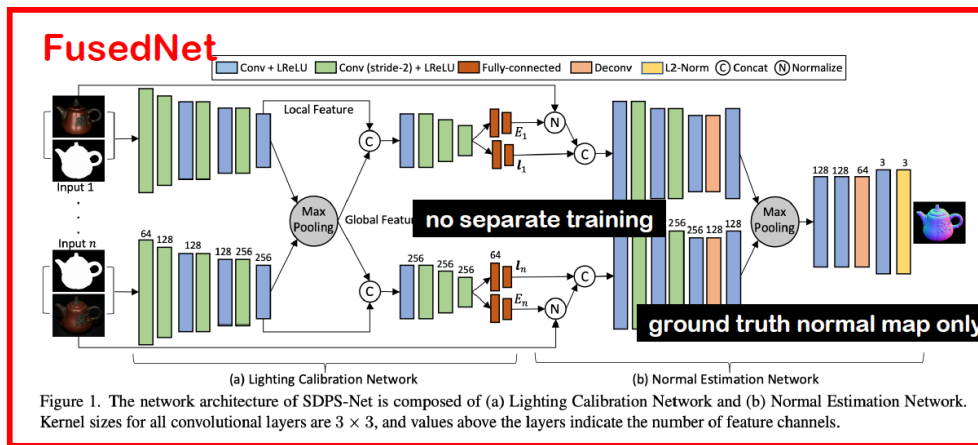 FusedNet
Conv + LReLU Conv (stride-2) + LReLU Fully-connected Deconv L2-Norm C Concat N Normalize
Local Feature
Input 1
C
E1
l1
N
C
Max
Pooling
Global Featur
no separate training
Max
Pooling
128 128 64 3 3
Input n
64 128 128 128 256 256
C
256 256 256 64
ln
En
N
C
256 256 128 128
ground truth normal map only
(a) Lighting Calibration Network
(b) Normal Estimation Network
Figure 1. The network architecture of SDPS-Net is composed of (a) Lighting Calibration Network and (b) Normal Estimation Network.
Kernel sizes for all convolutional layers are 3 × 3, and values above the layers indicate the number of feature channels.